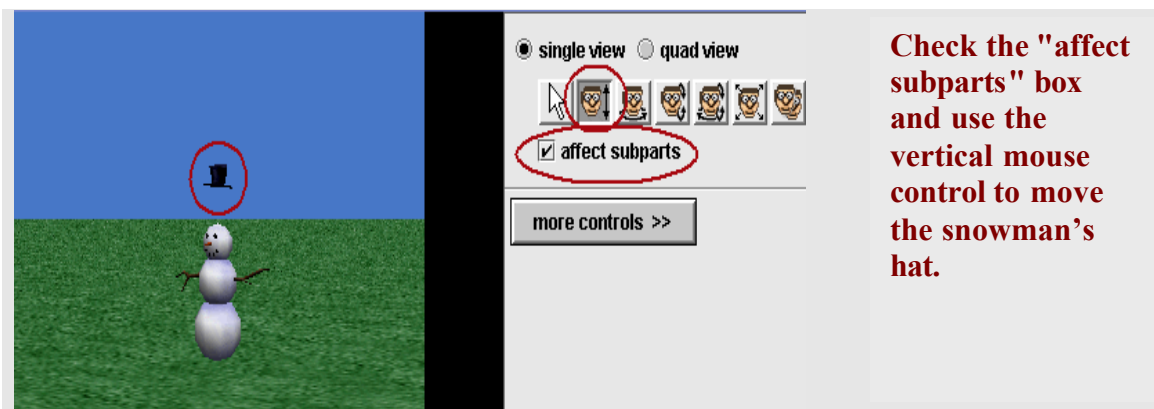 single view quad view
affect subparts
more controls >>
Check the "affect
subparts" box
and use the
vertical mouse
control to move
the snowman’s
hat.